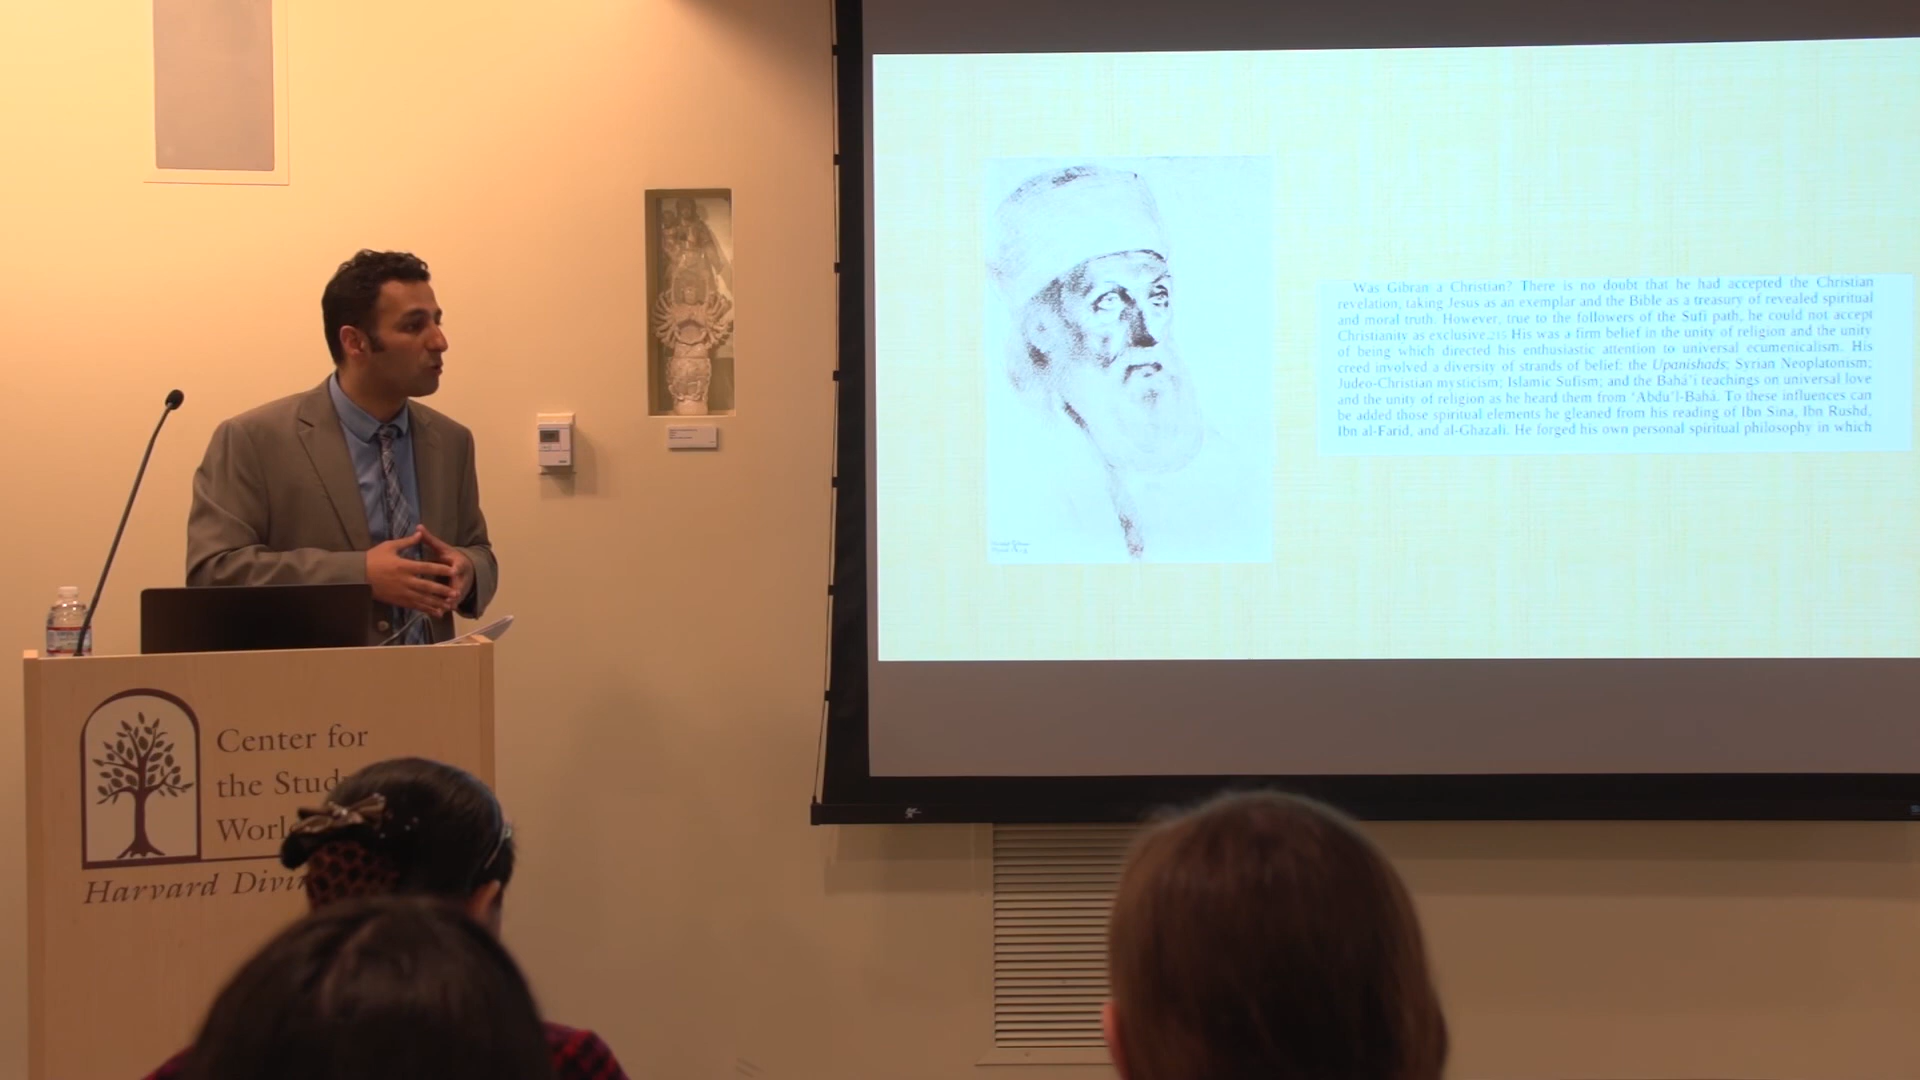 Was Gibran a Christian? There is no doubt that he had accepted the Christian
revelation, taking Jesus as an exemplar and the Bible as a treasury of revealed spiritual
and moral truth. However, true to the followers of the Sufi path, he could not accept
Christianity as exclusive.215 His was a firm belief in the unity of religion and the unity
of being which directed his enthusiastic attention to universal ecumenicalism. His
creed involved a diversity of strands of belief: the Upanishads; Syrian Neoplatonism;
Judeo-Christian mysticism; Islamic Sufism; and the Bahá'í teachings on universal love
and the unity of religion as he heard them from 'Abdu'l-Bahá. To these influences can
be added those spiritual elements he gleaned from his reading of Ibn Sina, Ibn Rushd,
Ibn al-Farid, and al-Ghazali. He forged his own personal spiritual philosophy in which
Center for
the Stud
Worl
Harvard Divin